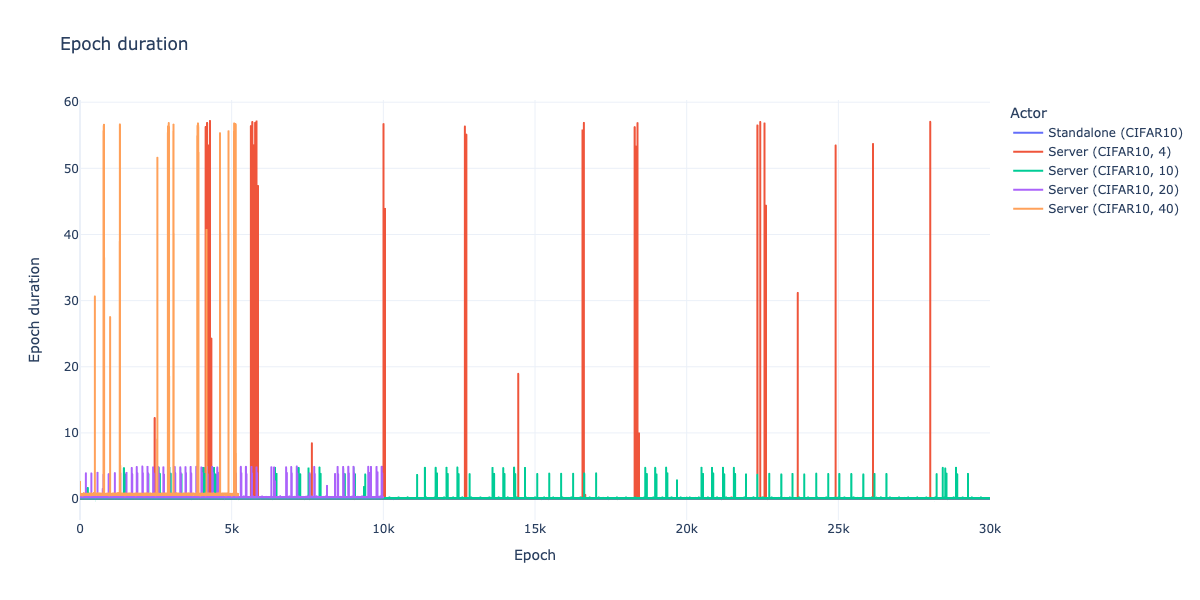 Epoch duration
Actor
Standalone (CIFAR10)
Server (CIFAR10, 4)
Server (CIFAR10, 10)
Server (CIFAR10, 20)
Server (CIFAR10, 40)
Epoch duration
60
50
40
30
20
10
0
0
5k
10k
15k
20k
25k
30k
Epoch